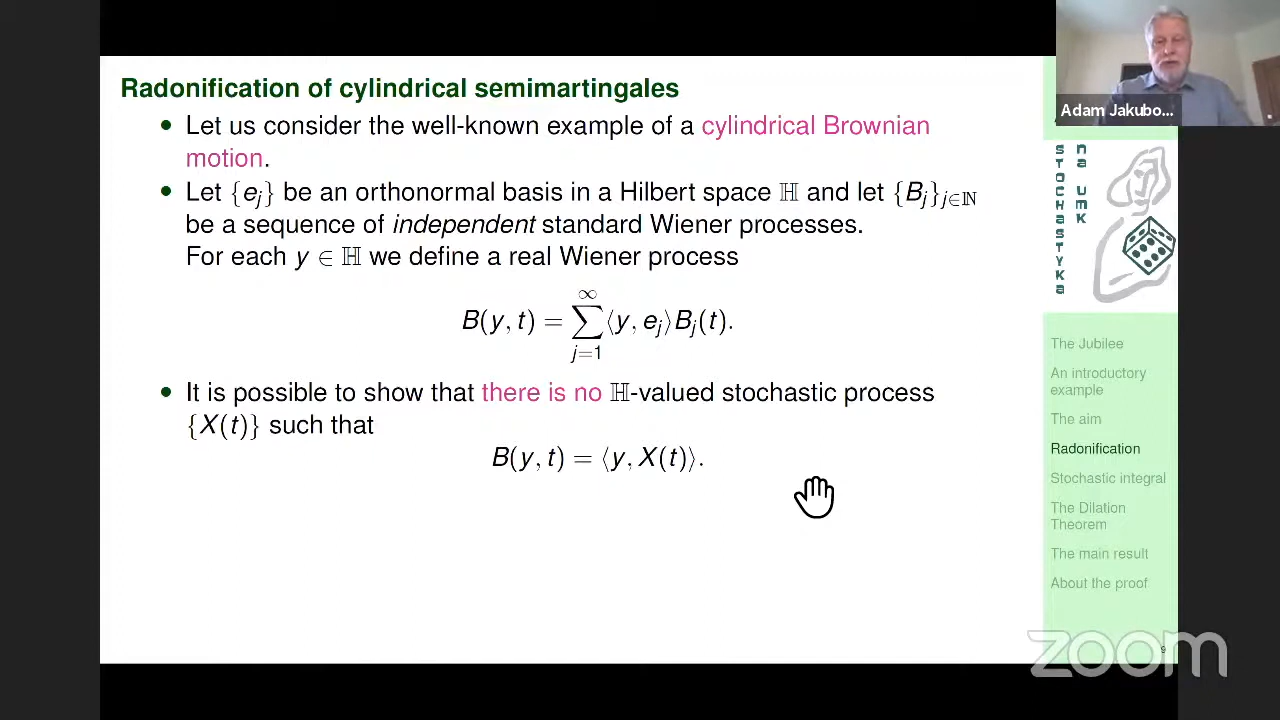 Radonification of cylindrical semimartingales
• Let us consider the well-known example of a cylindrical Brownian
motion.
• Let {e_j} be an orthonormal basis in a Hilbert space ℍ and let {B_j}_{j∈ℕ}
be a sequence of independent standard Wiener processes.
For each y ∈ ℍ we define a real Wiener process
B(y, t) = ∑_{j=1}^{∞} ⟨y, e_j⟩B_j(t).
• It is possible to show that there is no ℍ-valued stochastic process
{X(t)} such that
B(y, t) = ⟨y, X(t)⟩.
Adam Jakubo...
STOCHASTYKA
na UMK
The Jubilee
An introductory
example
The aim
Radonification
Stochastic integral
The Dilation
Theorem
The main result
About the proof
9
zoom